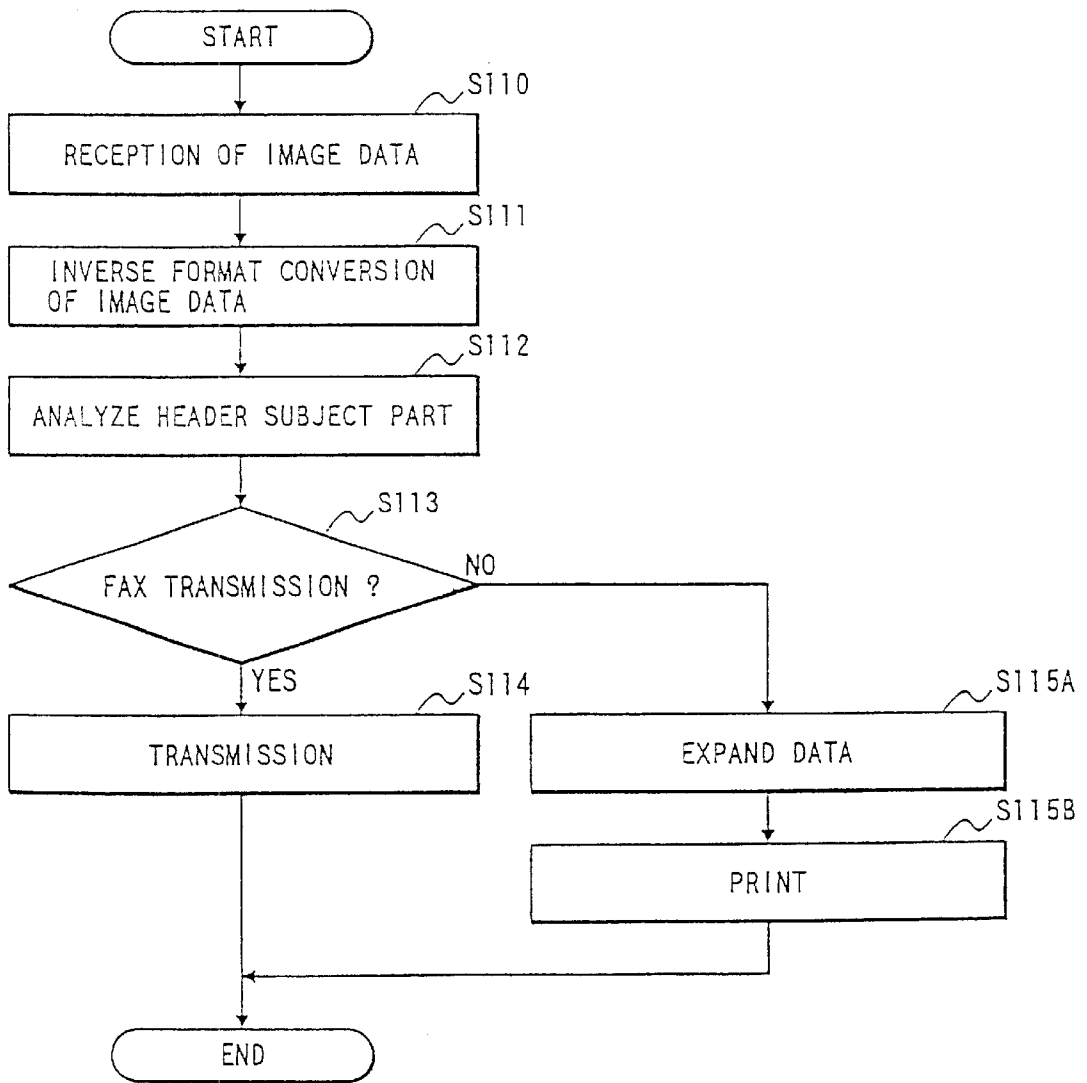 START
S110
RECEPTION OF IMAGE DATA
S111
INVERSE FORMAT CONVERSION
OF IMAGE DATA
S112
ANALYZE HEADER SUBJECT PART
S113
FAX TRANSMISSION ?
NO
YES
S114
TRANSMISSION
S115A
EXPAND DATA
S115B
PRINT
END